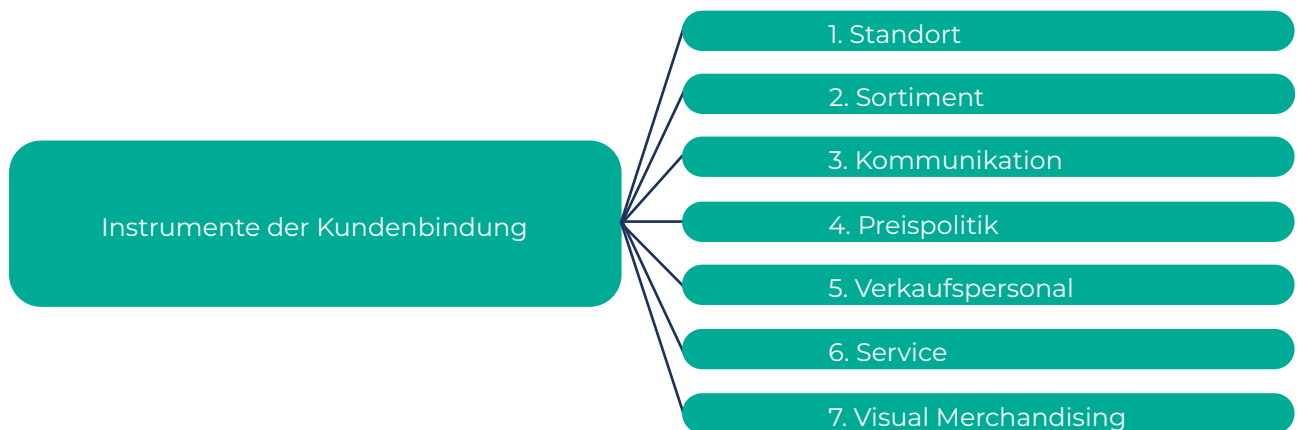 Instrumente der Kundenbindung
1. Standort
2. Sortiment
3. Kommunikation
4. Preispolitik
5. Verkaufspersonal
6. Service
7. Visual Merchandising